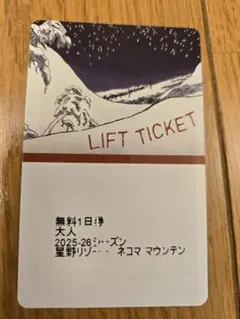 LIFT TICKET
無料1日券
大人
2025-26シーズン
星野リゾート ネコマ マウンテン